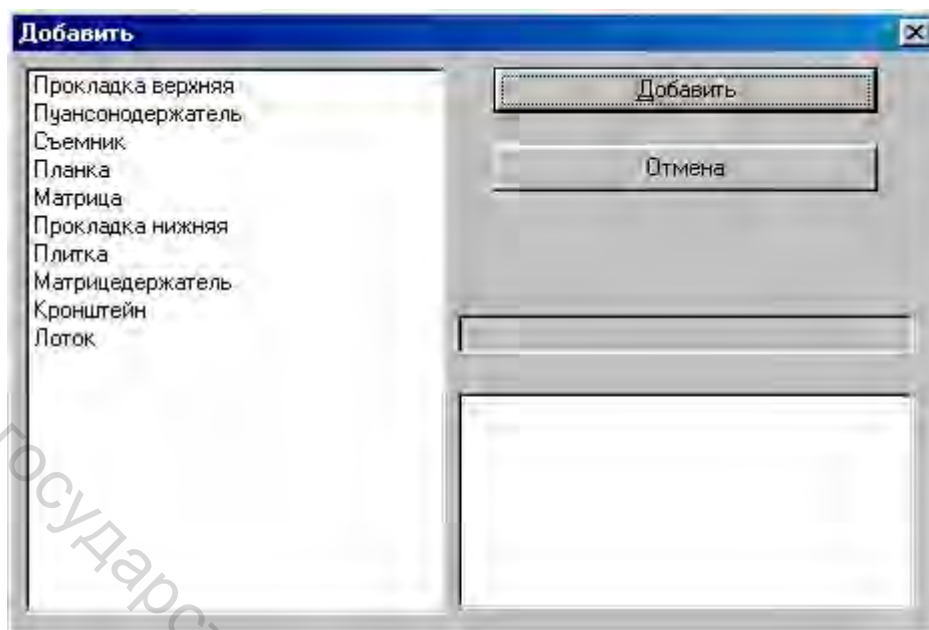 Добавить
Прокладка верхняя
Пуансонодержатель
Съемник
Планка
Матрица
Прокладка нижняя
Плитка
Матрицедержатель
Кронштейн
Лоток
Добавить
Отмена